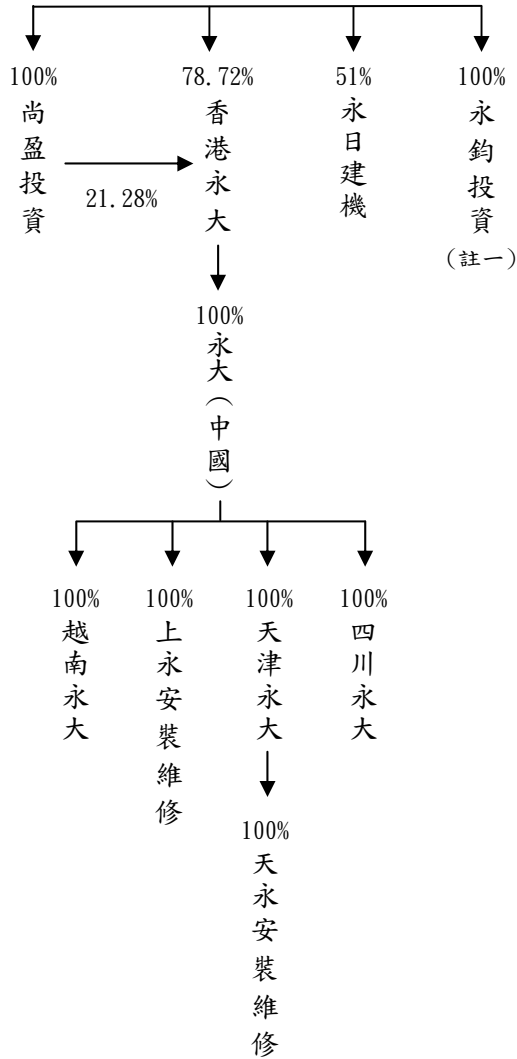 100%
尚盈投資
78.72%
香港永大
51%
永日建機
100%
永鈞投資
(註一)
21.28%
100%
永大(中國)
100%
越南永大
100%
上永安裝維修
100%
天津永大
100%
四川永大
100%
天永安裝維修